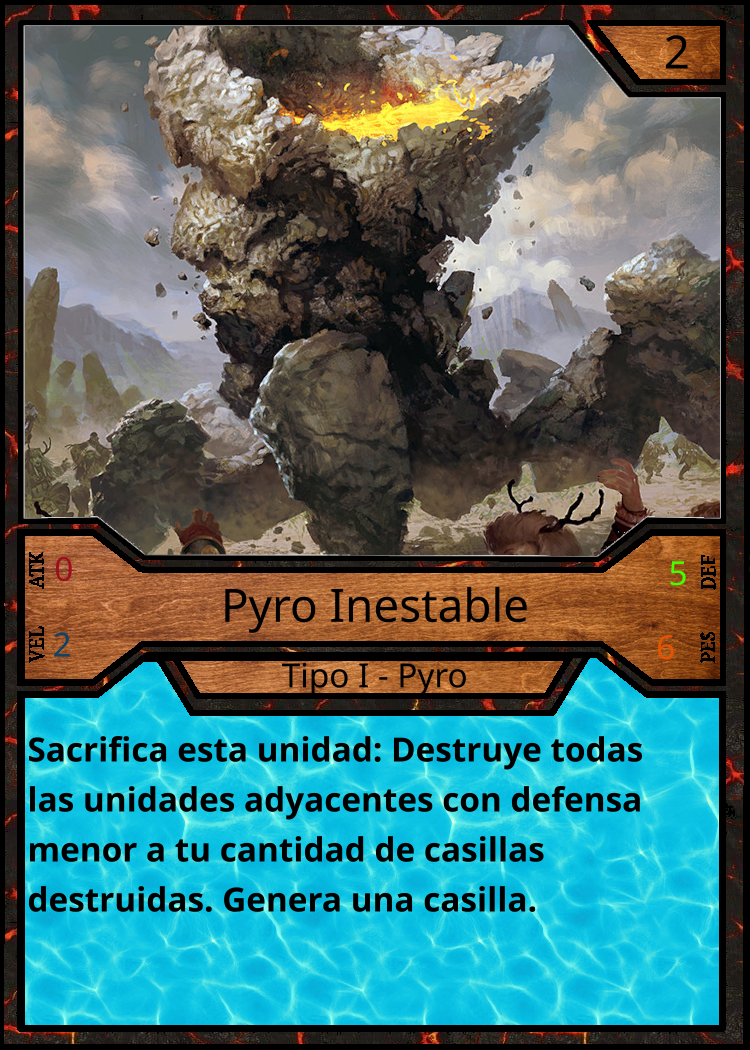 2
ATK 0
5 DEF
Pyro Inestable
VEL 2
6 PES
Tipo I - Pyro
Sacrifica esta unidad: Destruye todas
las unidades adyacentes con defensa
menor a tu cantidad de casillas
destruidas. Genera una casilla.